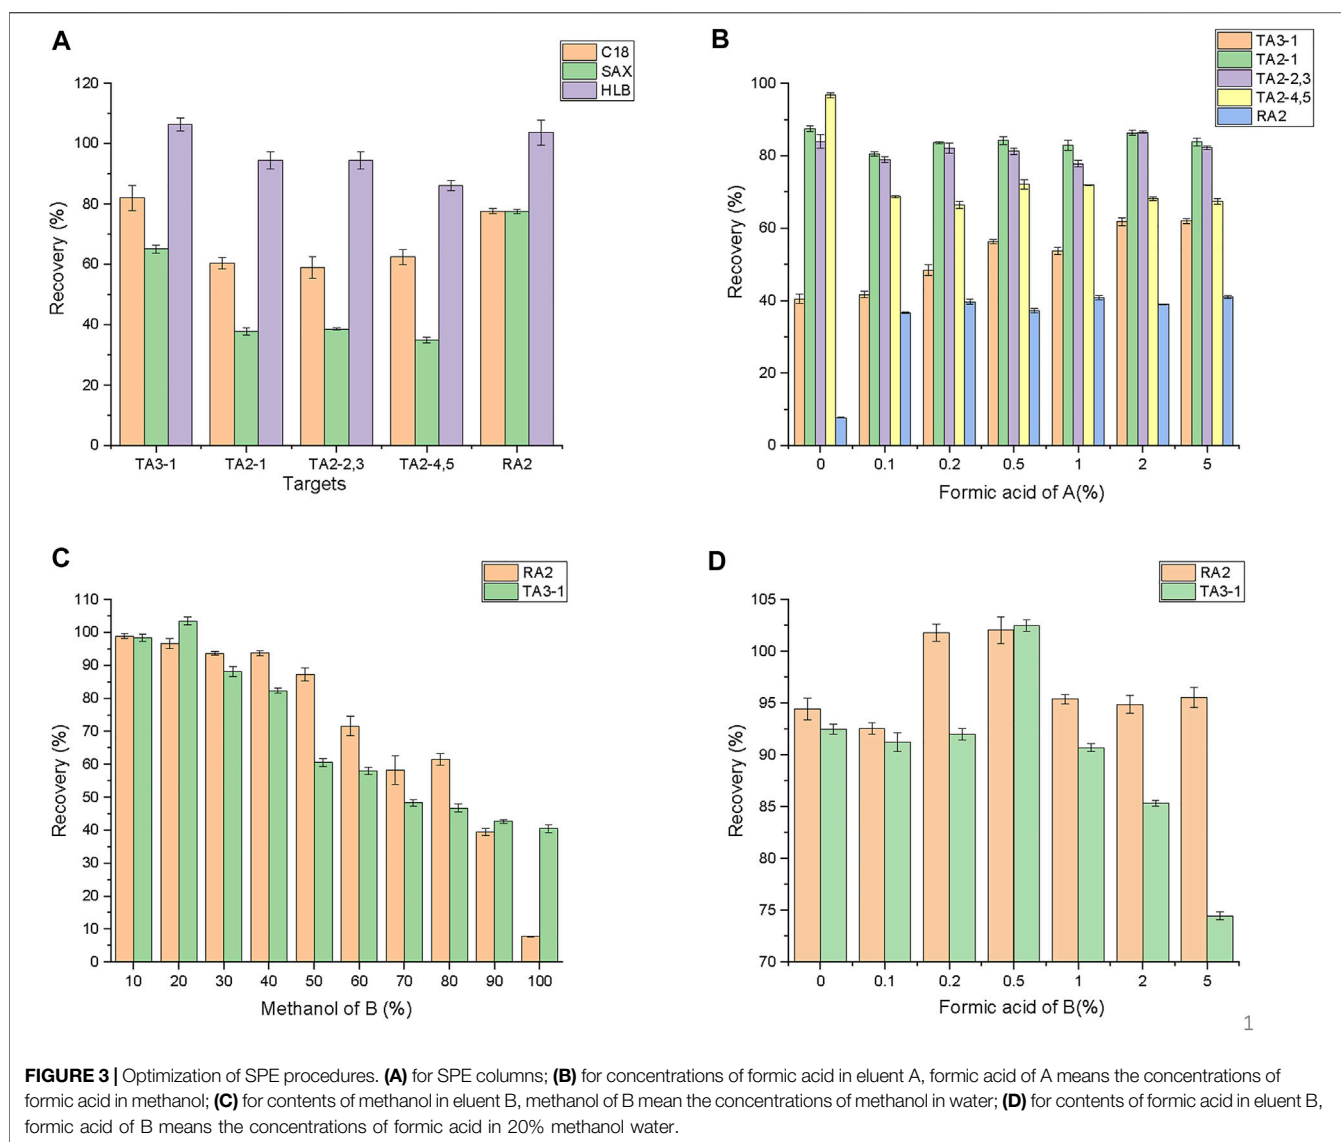 A
C18
SAX
HLB
120
100
80
60
40
20
0
Recovery (%)
TA3-1 TA2-1 TA2-2,3 TA2-4,5 RA2
Targets
B
TA3-1
TA2-1
TA2-2,3
TA2-4,5
RA2
100
80
60
40
20
0
Recovery (%)
0 0.1 0.2 0.5 1 2 5
Formic acid of A(%)
C
RA2
TA3-1
110
100
90
80
70
60
50
40
30
20
10
0
Recovery (%)
10 20 30 40 50 60 70 80 90 100
Methanol of B (%)
D
RA2
TA3-1
105
100
95
90
85
80
75
70
Recovery (%)
0 0.1 0.2 0.5 1 2 5
Formic acid of B(%)
1
FIGURE 3 | Optimization of SPE procedures. (A) for SPE columns; (B) for concentrations of formic acid in eluent A, formic acid of A means the concentrations of
formic acid in methanol; (C) for contents of methanol in eluent B, methanol of B mean the concentrations of methanol in water; (D) for contents of formic acid in eluent B,
formic acid of B means the concentrations of formic acid in 20% methanol water.